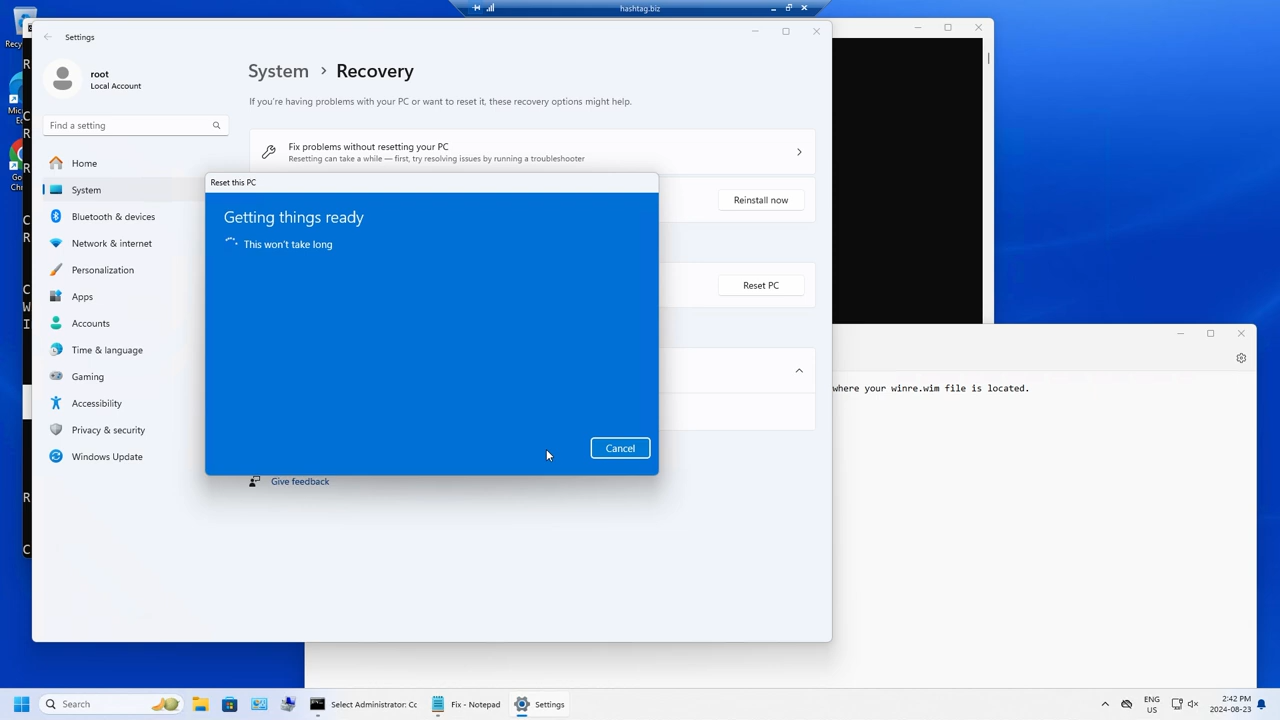 hashtag.biz
Settings
root
Local Account
Find a setting
Home
System
Bluetooth & devices
Network & internet
Personalization
Apps
Accounts
Time & language
Gaming
Accessibility
Privacy & security
Windows Update
System > Recovery
If you're having problems with your PC or want to reset it, these recovery options might help.
Fix problems without resetting your PC
Resetting can take a while — first, try resolving issues by running a troubleshooter
Reinstall now
Reset PC
Reset this PC
Getting things ready
This won't take long
Cancel
Give feedback
where your winre.wim file is located.
Search
Select Administrator: Cc
Fix - Notepad
Settings
ENG
US
2:42 PM
2024-08-23